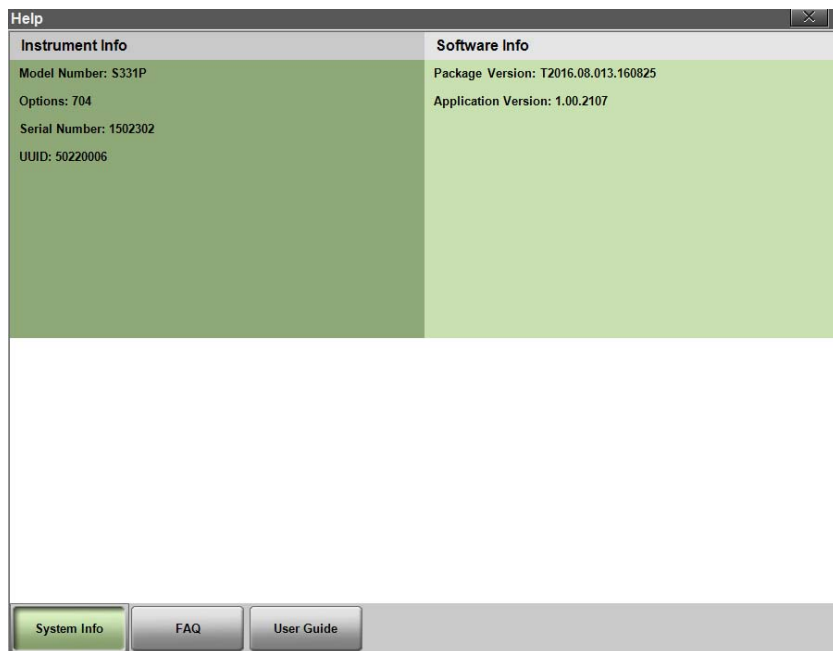 Help
Instrument Info
Model Number: S331P
Options: 704
Serial Number: 1502302
UUID: 50220006
Software Info
Package Version: T2016.08.013.160825
Application Version: 1.00.2107
System Info
FAQ
User Guide